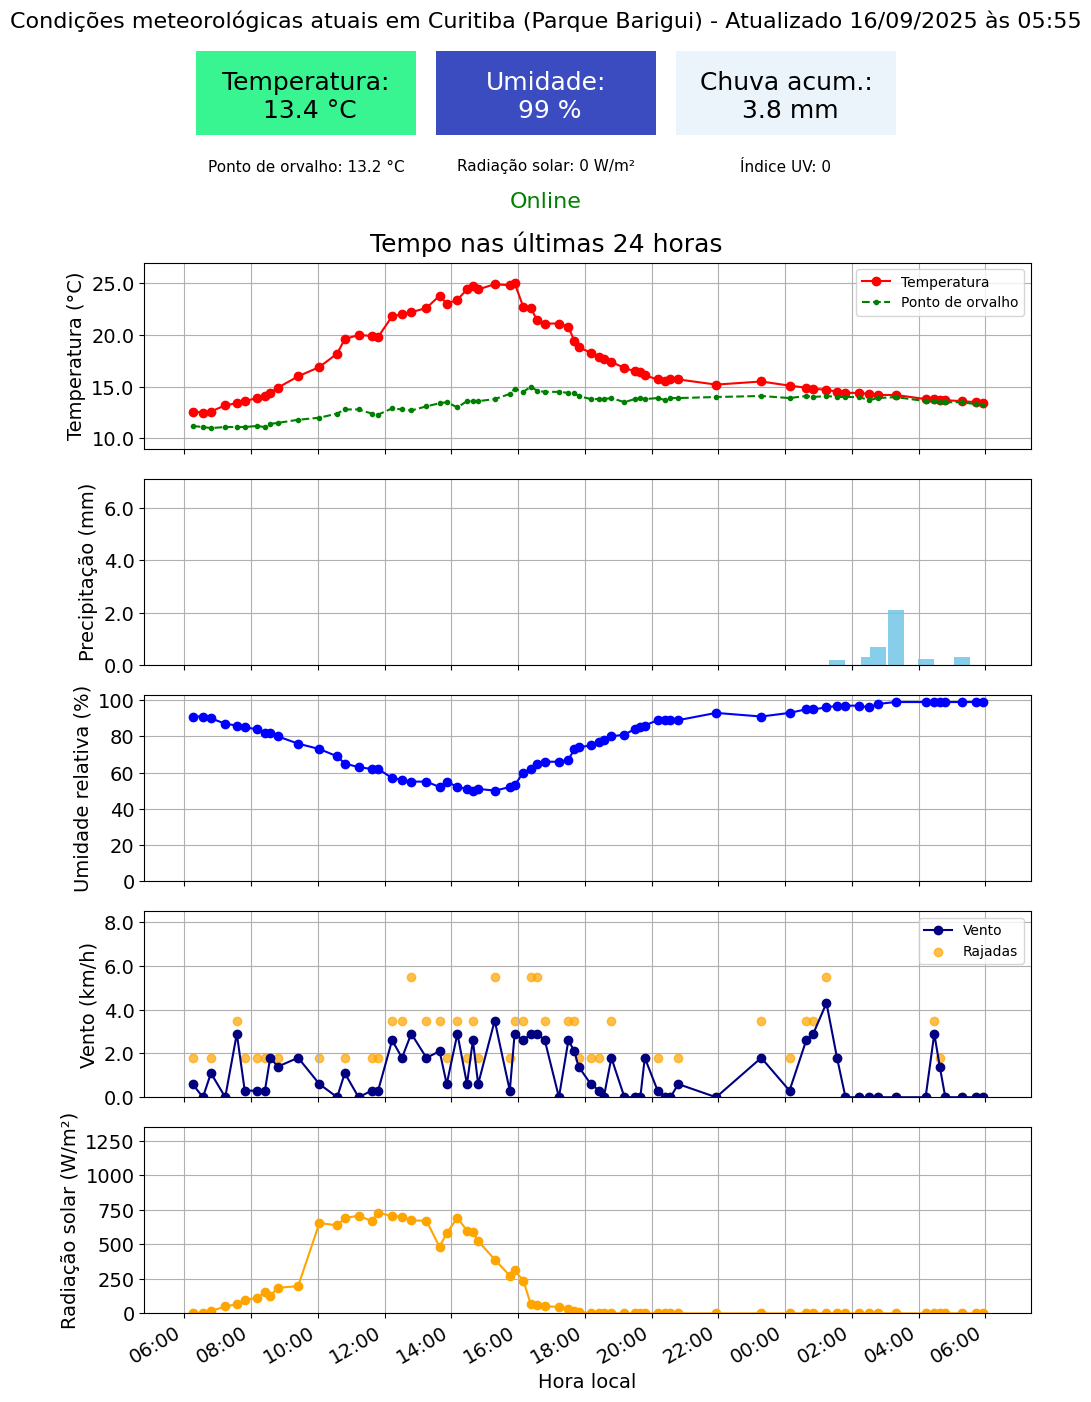 Condições meteorológicas atuais em Curitiba (Parque Barigui) - Atualizado 16/09/2025 às 05:55
Temperatura:
13.4 °C
Umidade:
99 %
Chuva acum.:
3.8 mm
Ponto de orvalho: 13.2 °C
Radiação solar: 0 W/m²
Índice UV: 0
Online
Tempo nas últimas 24 horas
Temperatura (°C)
25.0
20.0
15.0
10.0
Temperatura
Ponto de orvalho
Precipitação (mm)
6.0
4.0
2.0
0.0
Umidade relativa (%)
100
80
60
40
20
0
Vento (km/h)
8.0
6.0
4.0
2.0
0.0
Vento
Rajadas
Radiação solar (W/m²)
1250
1000
750
500
250
0
06:00
08:00
10:00
12:00
14:00
16:00
18:00
20:00
22:00
00:00
02:00
04:00
06:00
Hora local